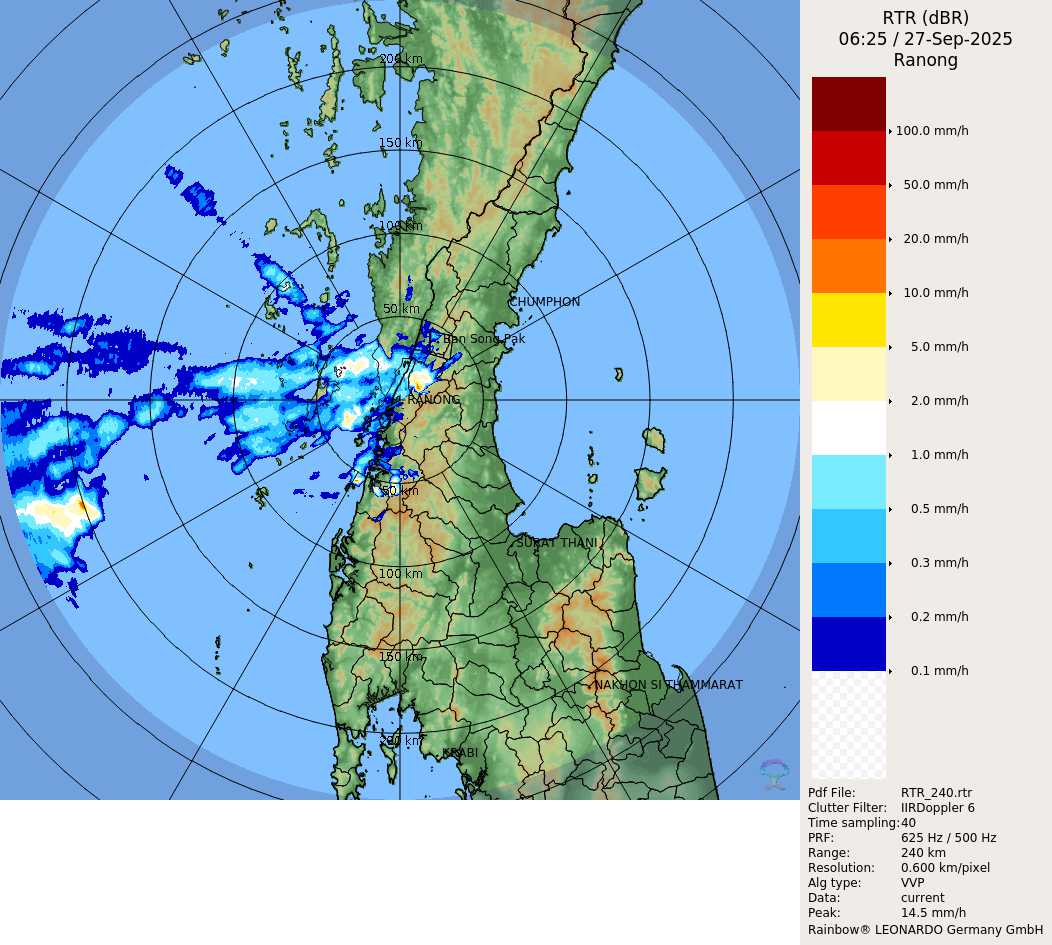 RTR (dBR)
06:25 / 27-Sep-2025
Ranong
200 km
150 km
100 km
50 km
CHUMPHON
Ban Song Pak
RANONG
50 km
SURAT THANI
100 km
150 km
NAKHON SI THAMMARAT
200 km
KRABI
100.0 mm/h
50.0 mm/h
20.0 mm/h
10.0 mm/h
5.0 mm/h
2.0 mm/h
1.0 mm/h
0.5 mm/h
0.3 mm/h
0.2 mm/h
0.1 mm/h
Pdf File: RTR_240.rtr
Clutter Filter: IIRDoppler 6
Time sampling: 40
PRF: 625 Hz / 500 Hz
Range: 240 km
Resolution: 0.600 km/pixel
Alg type: VVP
Data: current
Peak: 14.5 mm/h
Rainbow® LEONARDO Germany GmbH